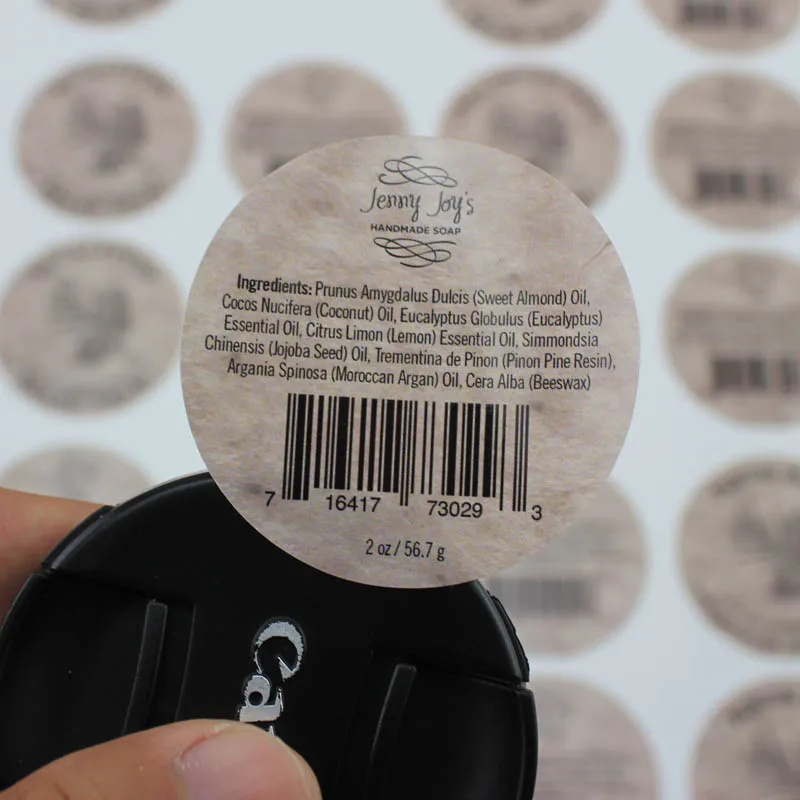 Jenny Joy's
HANDMADE SOAP
Ingredients: Prunus Amygdalus Dulcis (Sweet Almond) Oil,
Cocos Nucifera (Coconut) Oil, Eucalyptus Globulus (Eucalyptus)
Essential Oil, Citrus Limon (Lemon) Essential Oil, Simmondsia
Chinensis (Jojoba Seed) Oil, Trementina de Pinon (Pinon Pine Resin),
Argania Spinosa (Moroccan Argan) Oil, Cera Alba (Beeswax)
7 16417 73029 3
2 oz / 56.7 g